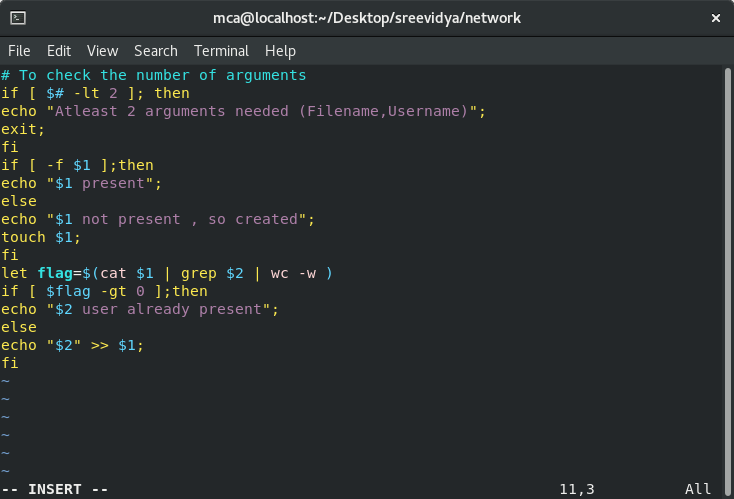 mca@localhost:~/Desktop/sreevidya/network
File Edit View Search Terminal Help
# To check the number of arguments
if [ $# -lt 2 ]; then
echo "Atleast 2 arguments needed (Filename,Username)";
exit;
fi
if [ -f $1 ];then
echo "$1 present";
else
echo "$1 not present , so created";
touch $1;
fi
let flag=$(cat $1 | grep $2 | wc -w )
if [ $flag -gt 0 ];then
echo "$2 user already present";
else
echo "$2" >> $1;
fi
~
~
~
~
~
~
-- INSERT -- 11,3 All